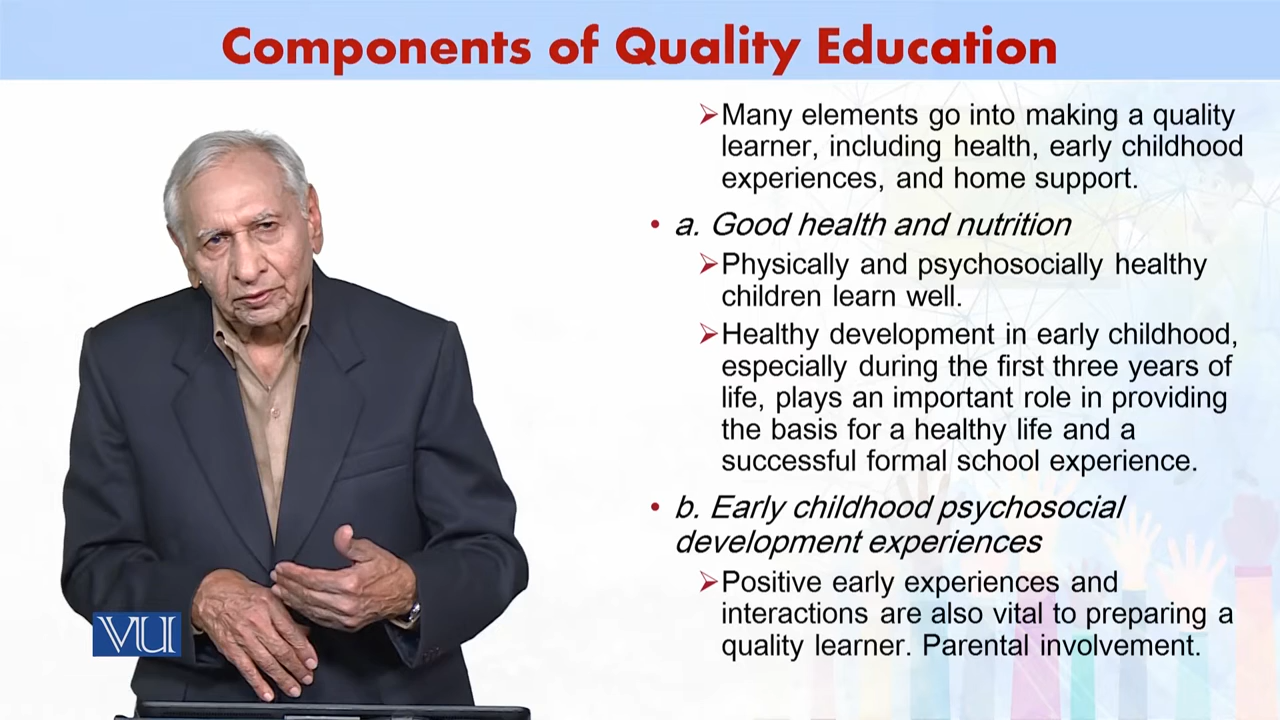 Components of Quality Education
➢Many elements go into making a quality
learner, including health, early childhood
experiences, and home support.
• a. Good health and nutrition
➢Physically and psychosocially healthy
children learn well.
➢Healthy development in early childhood,
especially during the first three years of
life, plays an important role in providing
the basis for a healthy life and a
successful formal school experience.
• b. Early childhood psychosocial
development experiences
➢Positive early experiences and
interactions are also vital to preparing a
quality learner. Parental involvement.
VU